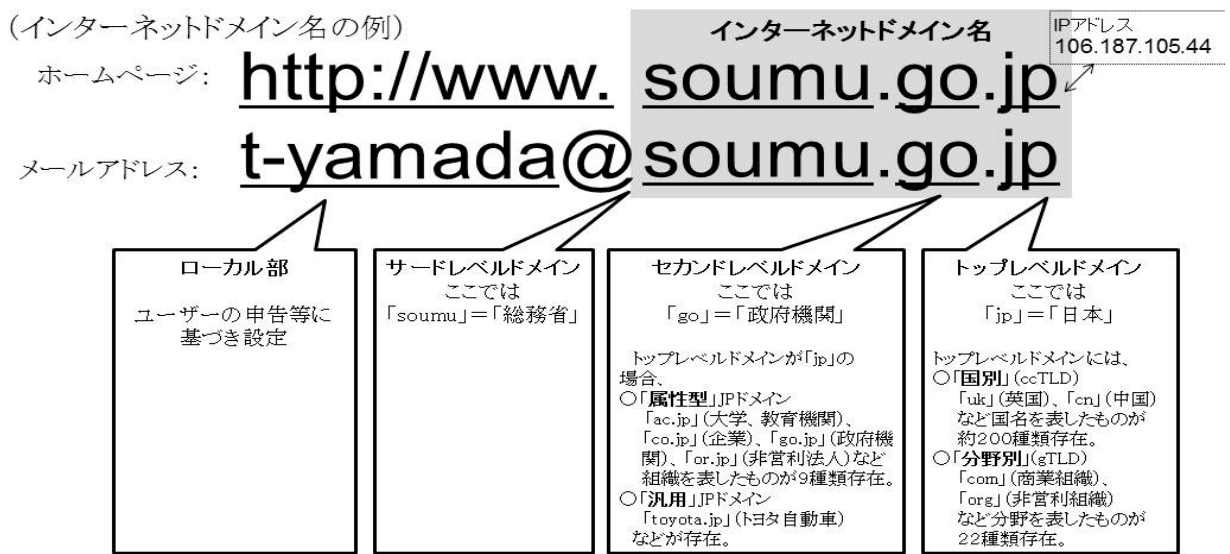 (インターネットドメイン名の例)
インターネットドメイン名
IPアドレス
106.187.105.44
ホームページ: http://www. soumu.go.jp
メールアドレス: t-yamada@soumu.go.jp
ローカル部
ユーザーの申告等に
基づき設定
サードレベルドメイン
ここでは
「soumu」=「総務省」
セカンドレベルドメイン
ここでは
「go」=「政府機関」
トップレベルドメインが「jp」の
場合、
○「属性型」JPドメイン
「ac.jp」(大学、教育機関)、
「co.jp」(企業)、「go.jp」(政府機
関)、「or.jp」(非営利法人)など
組織を表したものが9種類存在。
○「汎用」JPドメイン
「toyota.jp」(トヨタ自動車)
などが存在。
トップレベルドメイン
ここでは
「jp」=「日本」
トップレベルドメインには、
○「国別」(ccTLD)
「uk」(英国)、「cn」(中国)
など国名を表したものが
約200種類存在。
○「分野別」(gTLD)
「com」(商業組織)、
「org」(非営利組織)
など分野を表したものが
22種類存在。